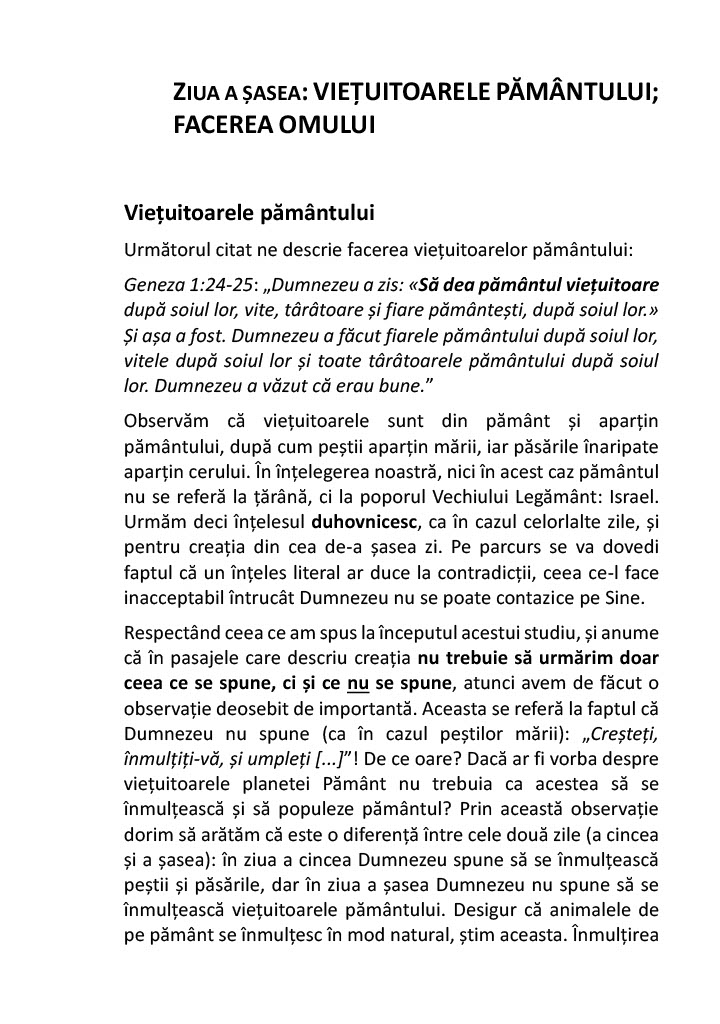 ZIUA A ȘASEA: VIEȚUITOARELE PĂMÂNTULUI;
FACEREA OMULUI
Viețuitoarele pământului
Următorul citat ne descrie facerea viețuitoarelor pământului:
Geneza 1:24-25: „Dumnezeu a zis: «Să dea pământul viețuitoare
după soiul lor, vite, târâtoare și fiare pământești, după soiul lor.»
Și așa a fost. Dumnezeu a făcut fiarele pământului după soiul lor,
vitele după soiul lor și toate târâtoarele pământului după soiul
lor. Dumnezeu a văzut că erau bune.”
Observăm că viețuitoarele sunt din pământ și aparțin
pământului, după cum peștii aparțin mării, iar păsările înaripate
aparțin cerului. În înțelegerea noastră, nici în acest caz pământul
nu se referă la țărână, ci la poporul Vechiului Legământ: Israel.
Urmăm deci înțelesul duhovnicesc, ca în cazul celorlalte zile, și
pentru creația din cea de-a șasea zi. Pe parcurs se va dovedi
faptul că un înțeles literal ar duce la contradicții, ceea ce-l face
inacceptabil întrucât Dumnezeu nu se poate contazice pe Sine.
Respectând ceea ce am spus la începutul acestui studiu, și anume
că în pasajele care descriu creația nu trebuie să urmărim doar
ceea ce se spune, ci și ce nu se spune, atunci avem de făcut o
observație deosebit de importantă. Aceasta se referă la faptul că
Dumnezeu nu spune (ca în cazul peștilor mării): „Creșteți,
înmulțiți-vă, și umpleți [...]”! De ce oare? Dacă ar fi vorba despre
viețuitoarele planetei Pământ nu trebuia ca acestea să se
înmulțească și să populeze pământul? Prin această observație
dorim să arătăm că este o diferență între cele două zile (a cincea
și a șasea): în ziua a cincea Dumnezeu spune să se înmulțească
peștii și păsările, dar în ziua a șasea Dumnezeu nu spune să se
înmulțească viețuitoarele pământului. Desigur că animalele de
pe pământ se înmulțesc în mod natural, știm aceasta. Înmulțirea